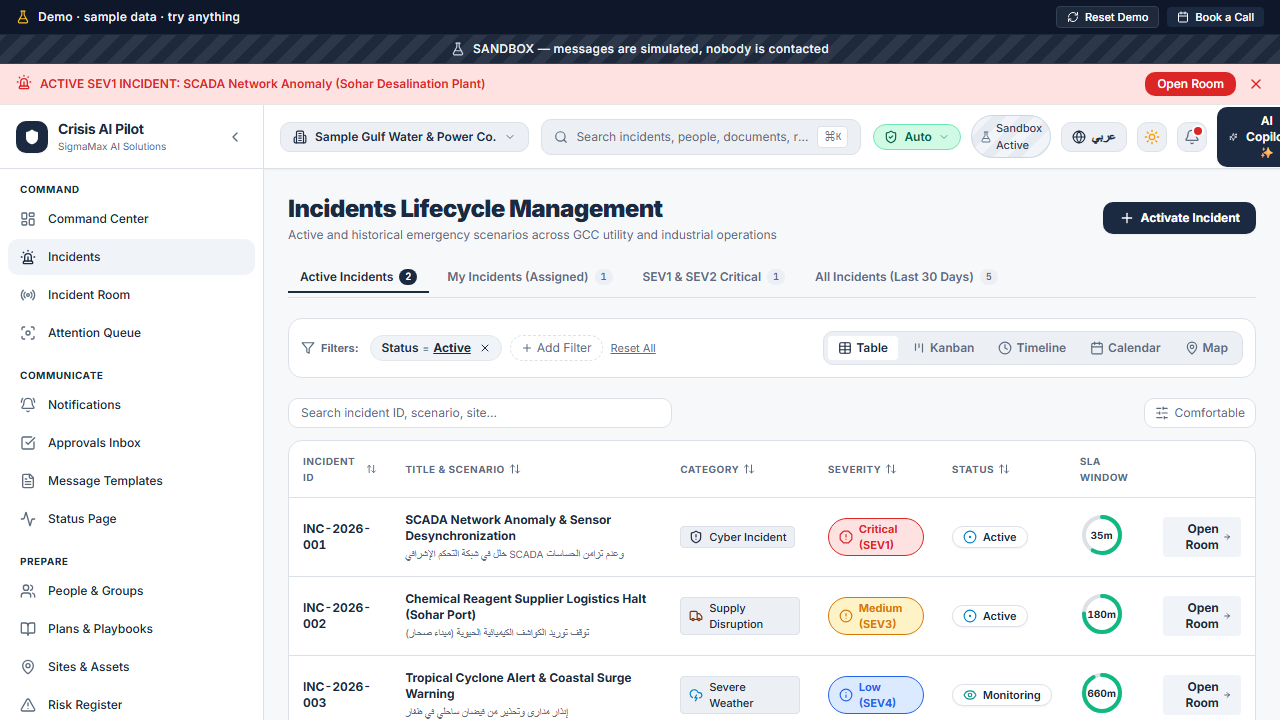 Demo · sample data · try anything
Reset Demo
Book a Call
SANDBOX — messages are simulated, nobody is contacted
ACTIVE SEV1 INCIDENT: SCADA Network Anomaly (Sohar Desalination Plant)
Open Room
Crisis AI Pilot
SigmaMax AI Solutions
Sample Gulf Water & Power Co.
Search incidents, people, documents, r...
⌘K
Auto
Sandbox
Active
عربي
AI
Copilo
COMMAND
Command Center
Incidents
Incident Room
Attention Queue
COMMUNICATE
Notifications
Approvals Inbox
Message Templates
Status Page
PREPARE
People & Groups
Plans & Playbooks
Sites & Assets
Risk Register
Incidents Lifecycle Management
Active and historical emergency scenarios across GCC utility and industrial operations
Activate Incident
Active Incidents 2
My Incidents (Assigned) 1
SEV1 & SEV2 Critical 1
All Incidents (Last 30 Days) 5
Filters:
Status = Active
Add Filter
Reset All
Table
Kanban
Timeline
Calendar
Map
Search incident ID, scenario, site...
Comfortable
INCIDENT
ID
TITLE & SCENARIO
CATEGORY
SEVERITY
STATUS
SLA
WINDOW
INC-2026-
001
SCADA Network Anomaly & Sensor
Desynchronization
خلل في شبكة التحكم الإشرافي SCADA وعدم تزامن الحساسات
Cyber Incident
Critical
(SEV1)
Active
35m
Open
Room
INC-2026-
002
Chemical Reagent Supplier Logistics Halt
(Sohar Port)
توقف توريد الكواشف الكيميائية الحيوية (ميناء صحار)
Supply
Disruption
Medium
(SEV3)
Active
180m
Open
Room
INC-2026-
003
Tropical Cyclone Alert & Coastal Surge
Warning
إنذار مداري وتحذير من فيضان ساحلي في ظفار
Severe
Weather
Low
(SEV4)
Monitoring
660m
Open
Room